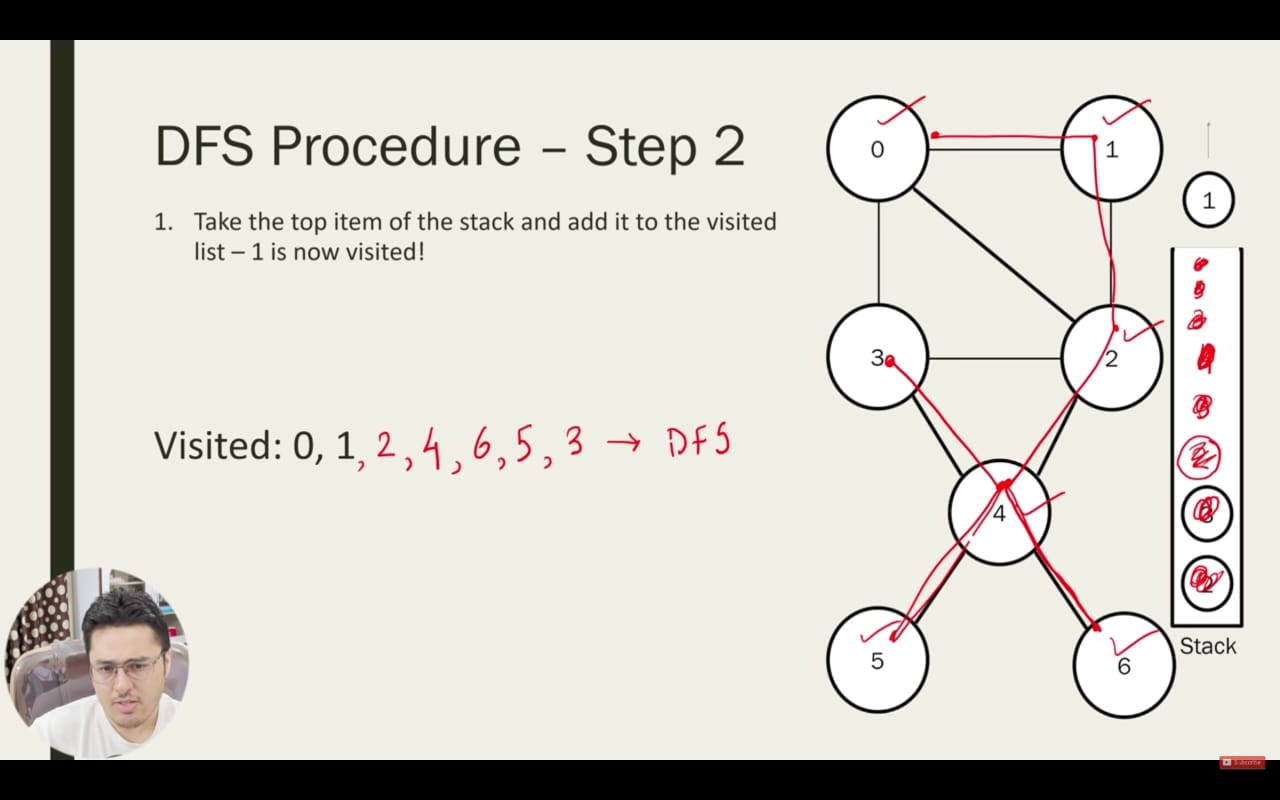 DFS Procedure – Step 2
1. Take the top item of the stack and add it to the visited
list – 1 is now visited!
Visited: 0, 1, 2, 4, 6, 5, 3 → DFS
0
1
1
3
2
4
5
6
Stack
Subscribe